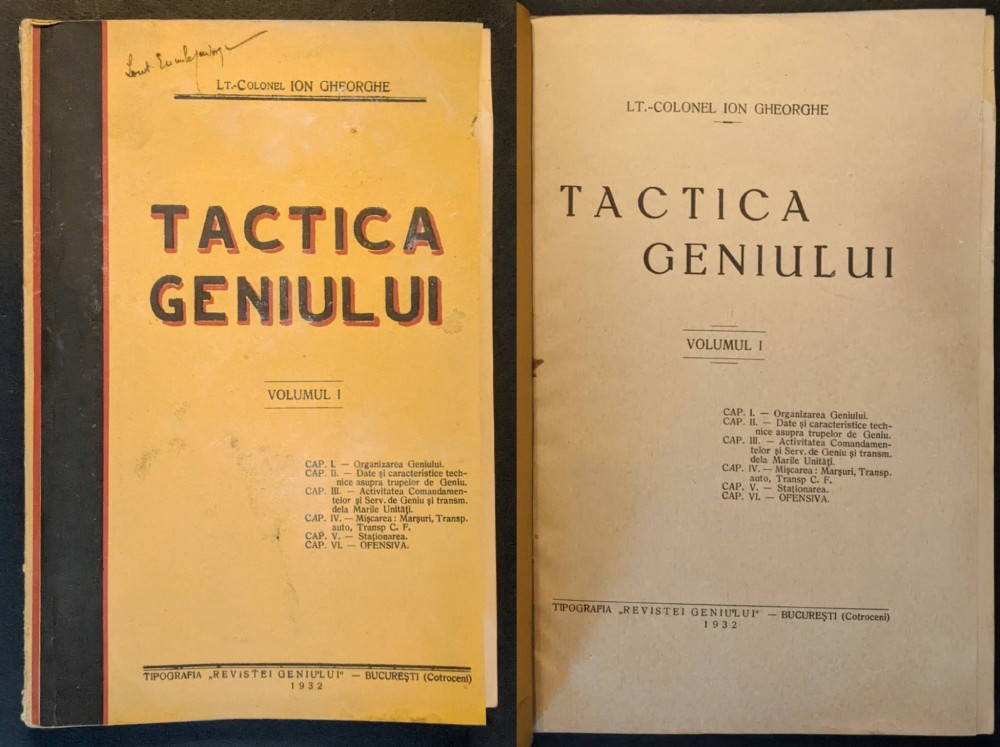 LT.-COLONEL ION GHEORGHE
TACTICA
GENIULUI
VOLUMUL I
CAP. I. — Organizarea Geniului.
CAP. II. — Date și caracteristice tech-
nice asupra trupelor de Geniu.
CAP. III. — Activitatea Comandamen-
telor și Serv. de Geniu și transm.
dela Marile Unități.
CAP. IV. — Mișcarea : Marșuri, Transp.
auto, Transp C. F.
CAP. V. — Staționarea.
CAP. VI. — OFENSIVA.
TIPOGRAFIA „REVISTEI GENIULUI“ — BUCUREȘTI (Cotroceni)
1932
LT.-COLONEL ION GHEORGHE
TACTICA
GENIULUI
VOLUMUL I
CAP. I. — Organizarea Geniului.
CAP. II. — Date și caracteristice tech-
nice asupra trupelor de Geniu.
CAP. III. — Activitatea Comandamen-
telor și Serv. de Geniu și transm.
dela Marile Unități.
CAP. IV. — Mișcarea : Marșuri, Transp.
auto, Transp C. F.
CAP. V. — Staționarea.
CAP. VI. — OFENSIVA.
TIPOGRAFIA „REVISTEI GENIULUI“ — BUCUREȘTI (Cotroceni)
1932